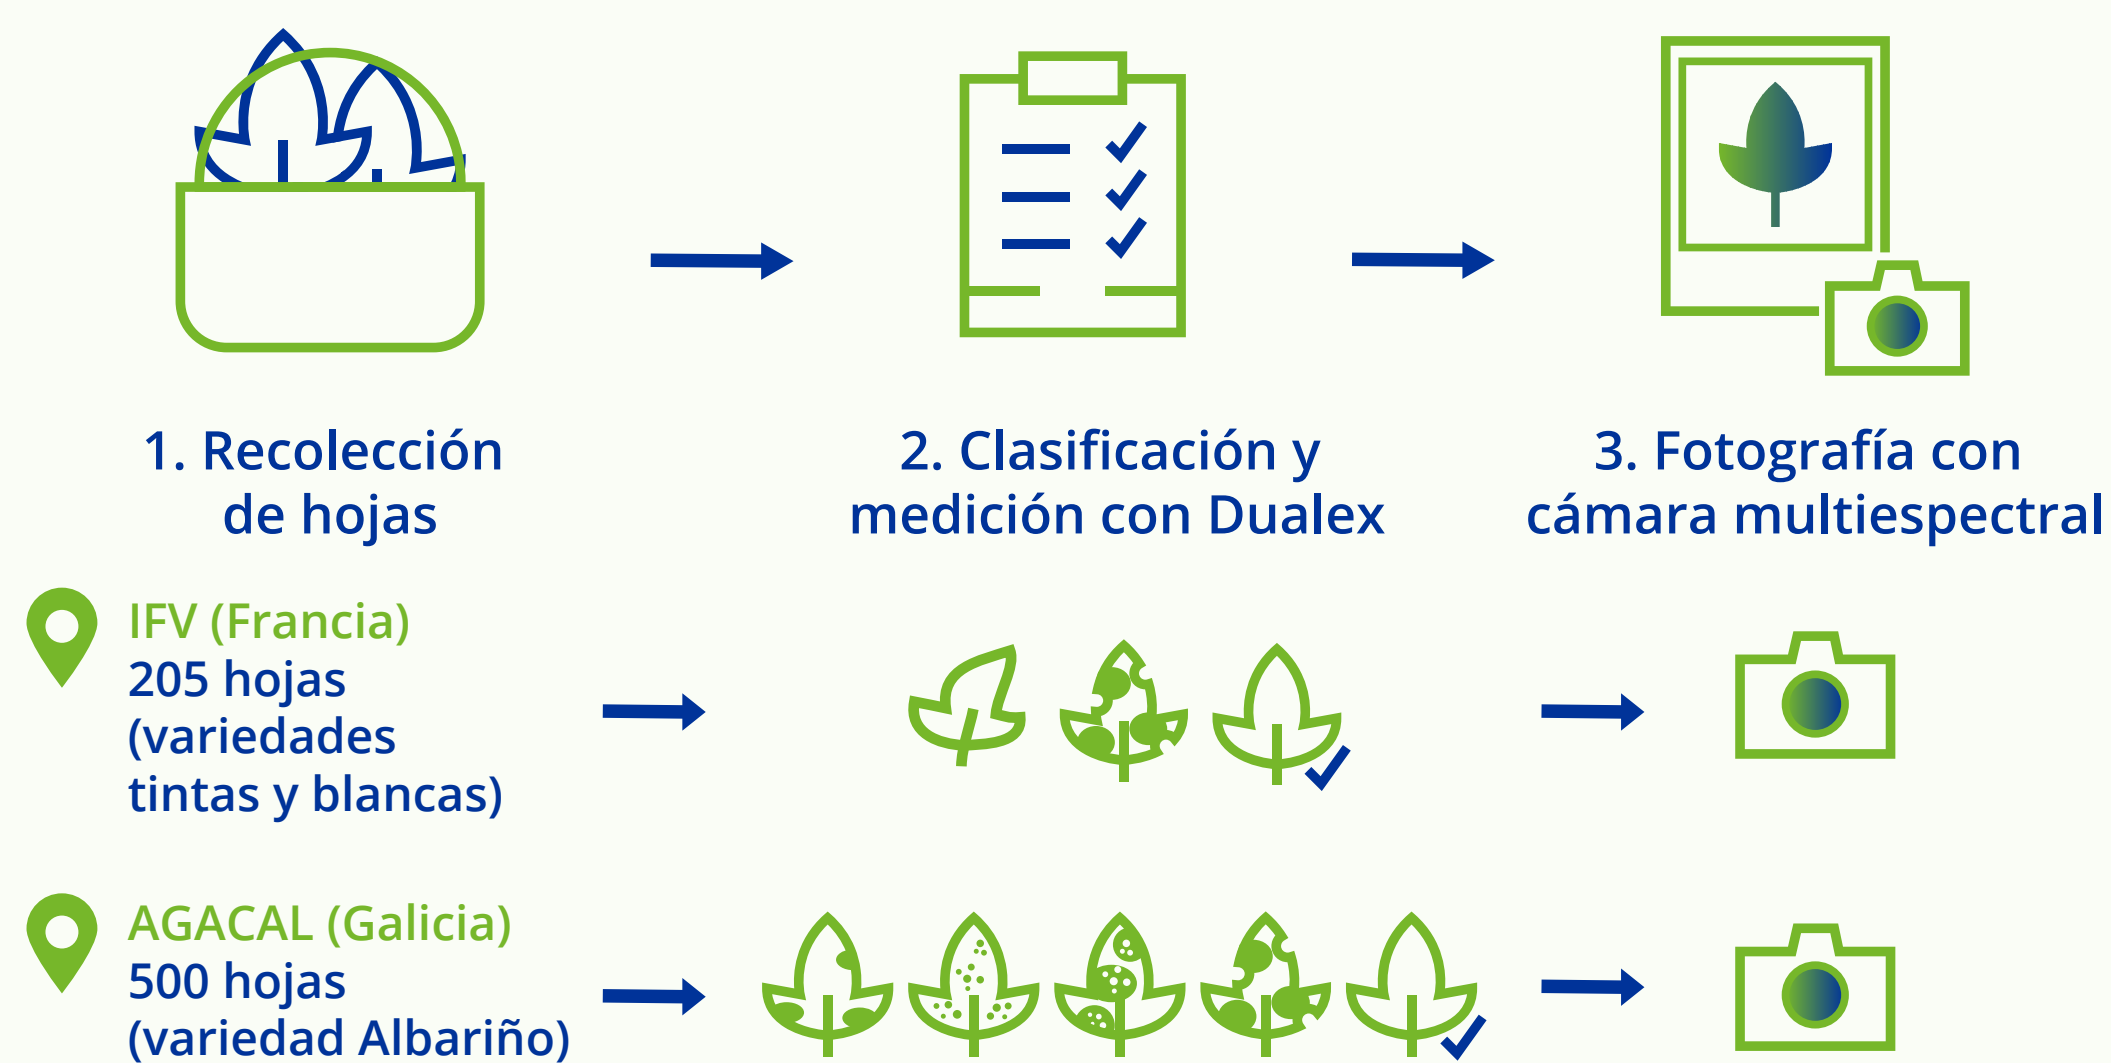 1. Recolección
de hojas
2. Clasificación y
medición con Dualex
3. Fotografía con
cámara multiespectral
IFV (Francia)
205 hojas
(variedades
tintas y blancas)
AGACAL (Galicia)
500 hojas
(variedad Albariño)